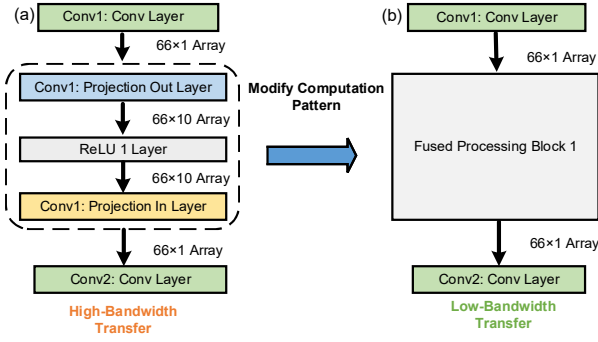 (a)
Conv1: Conv Layer
66×1 Array
Conv1: Projection Out Layer
66×10 Array
ReLU 1 Layer
66×10 Array
Conv1: Projection In Layer
66×1 Array
Conv2: Conv Layer
High-Bandwidth
Transfer
Modify Computation
Pattern
(b)
Conv1: Conv Layer
66×1 Array
Fused Processing Block 1
66×1 Array
Conv2: Conv Layer
Low-Bandwidth
Transfer